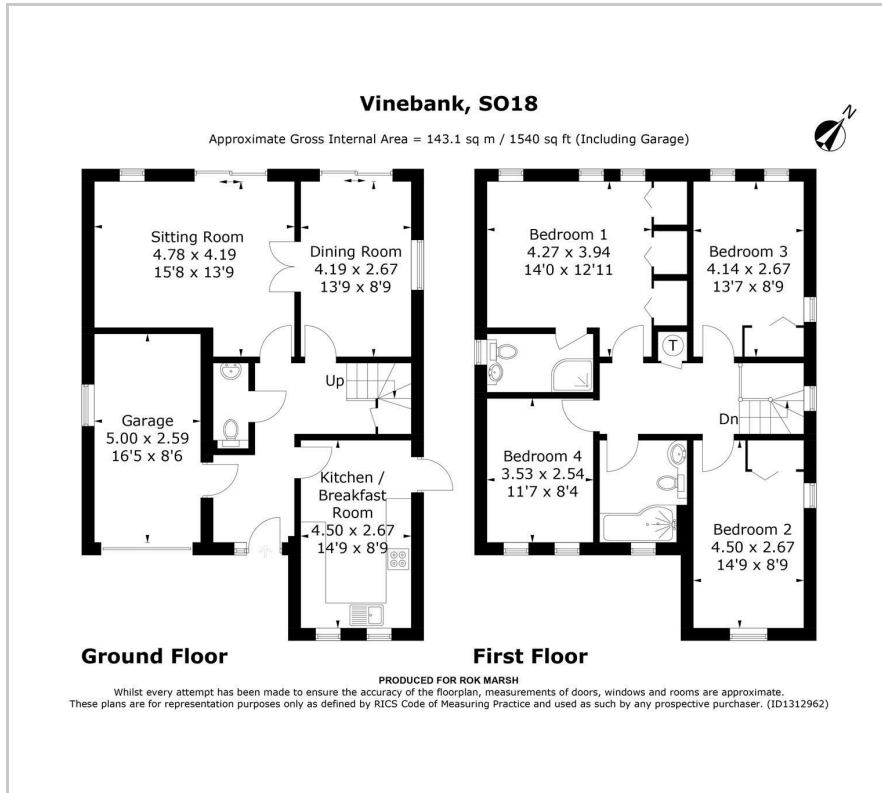 Vinebank, SO18
Approximate Gross Internal Area = 143.1 sq m / 1540 sq ft (Including Garage)
N
Sitting Room
4.78 x 4.19
15'8 x 13'9
Dining Room
4.19 x 2.67
13'9 x 8'9
Up
Garage
5.00 x 2.59
16'5 x 8'6
Kitchen /
Breakfast
Room
4.50 x 2.67
14'9 x 8'9
Ground Floor
Bedroom 1
4.27 x 3.94
14'0 x 12'11
Bedroom 3
4.14 x 2.67
13'7 x 8'9
T
Dn
Bedroom 4
3.53 x 2.54
11'7 x 8'4
Bedroom 2
4.50 x 2.67
14'9 x 8'9
First Floor
PRODUCED FOR ROK MARSH
Whilst every attempt has been made to ensure the accuracy of the floorplan, measurements of doors, windows and rooms are approximate.
These plans are for representation purposes only as defined by RICS Code of Measuring Practice and used as such by any prospective purchaser. (ID1312962)